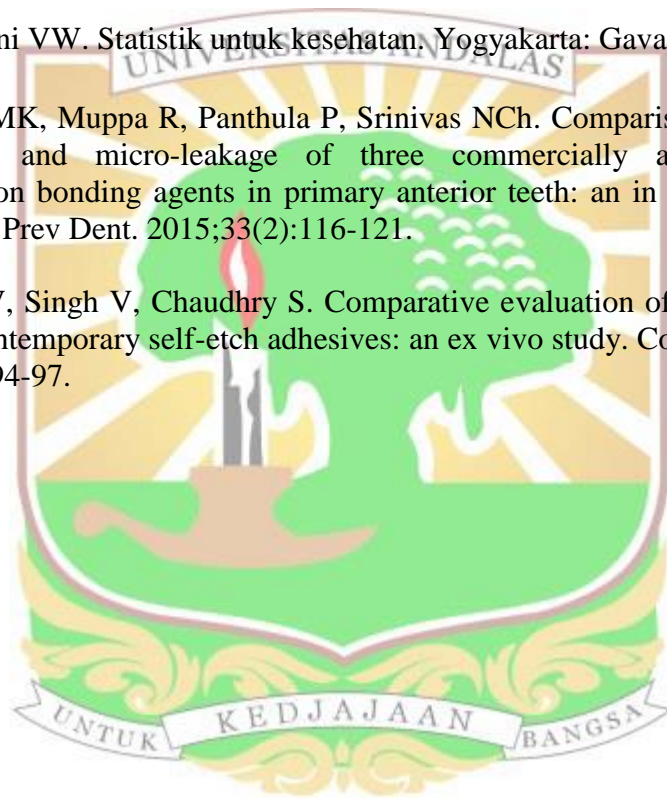 ni VW. Statistik untuk kesehatan. Yogyakarta: Gava
UNIVERSITAS ANDALAS
MK, Muppa R, Panthula P, Srinivas NCh. Comparis
and micro-leakage of three commercially a
on bonding agents in primary anterior teeth: an in
Prev Dent. 2015;33(2):116-121.
, Singh V, Chaudhry S. Comparative evaluation of
ntemporary self-etch adhesives: an ex vivo study. Co
94-97.
UNTUK KEDJAJAAN BANGSA